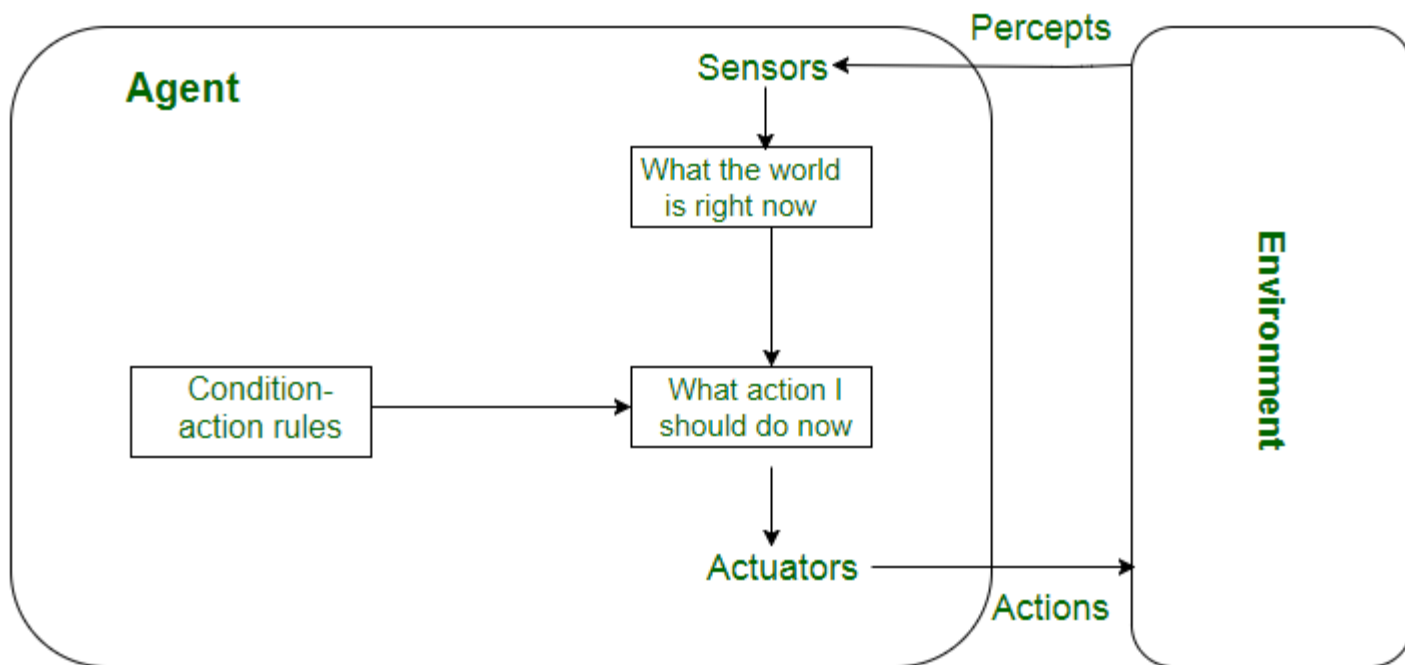 Percepts
Sensors
Agent
What the world
is right now
Environment
Condition-
action rules
What action I
should do now
Actuators
Actions